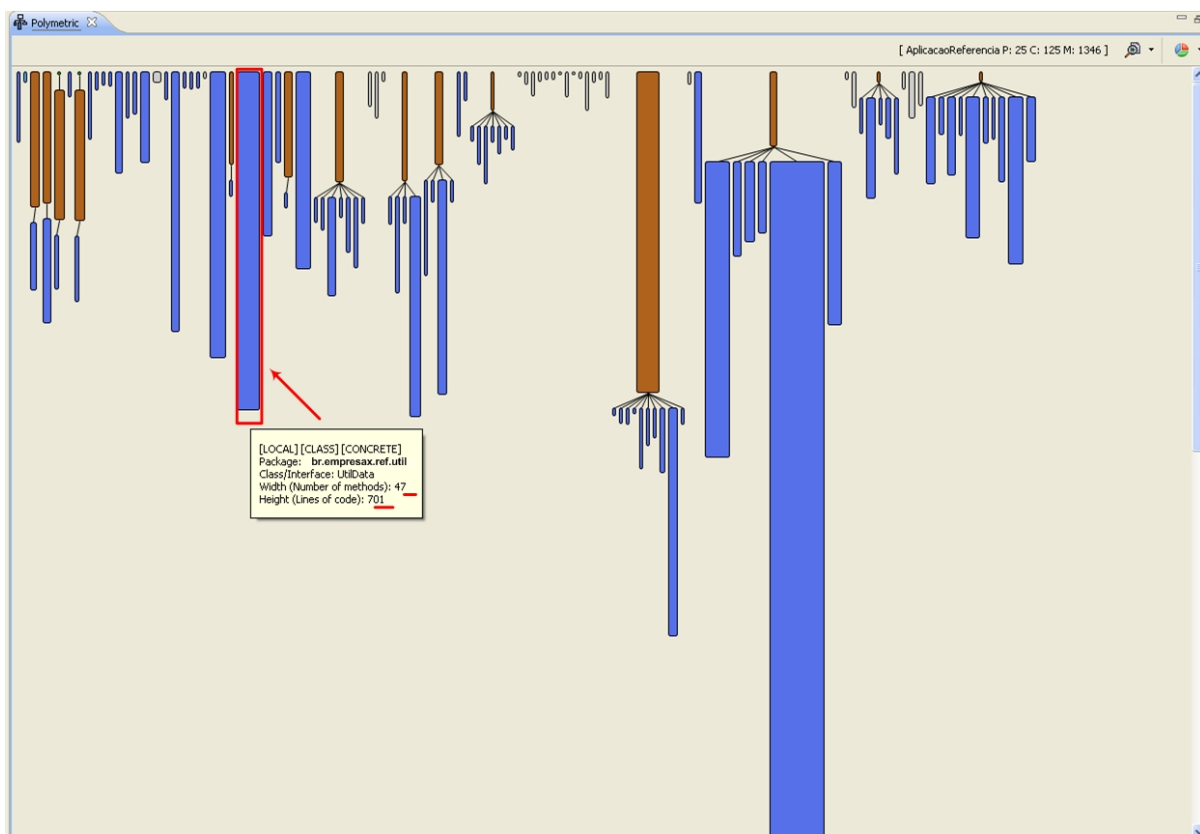 Polymetric
[ AplicacaoReferencia P: 25 C: 125 M: 1346 ]
[LOCAL] [CLASS] [CONCRETE]
Package: br.empresax.ref.util
Class/Interface: UtilData
Width (Number of methods): 47
Height (Lines of code): 701